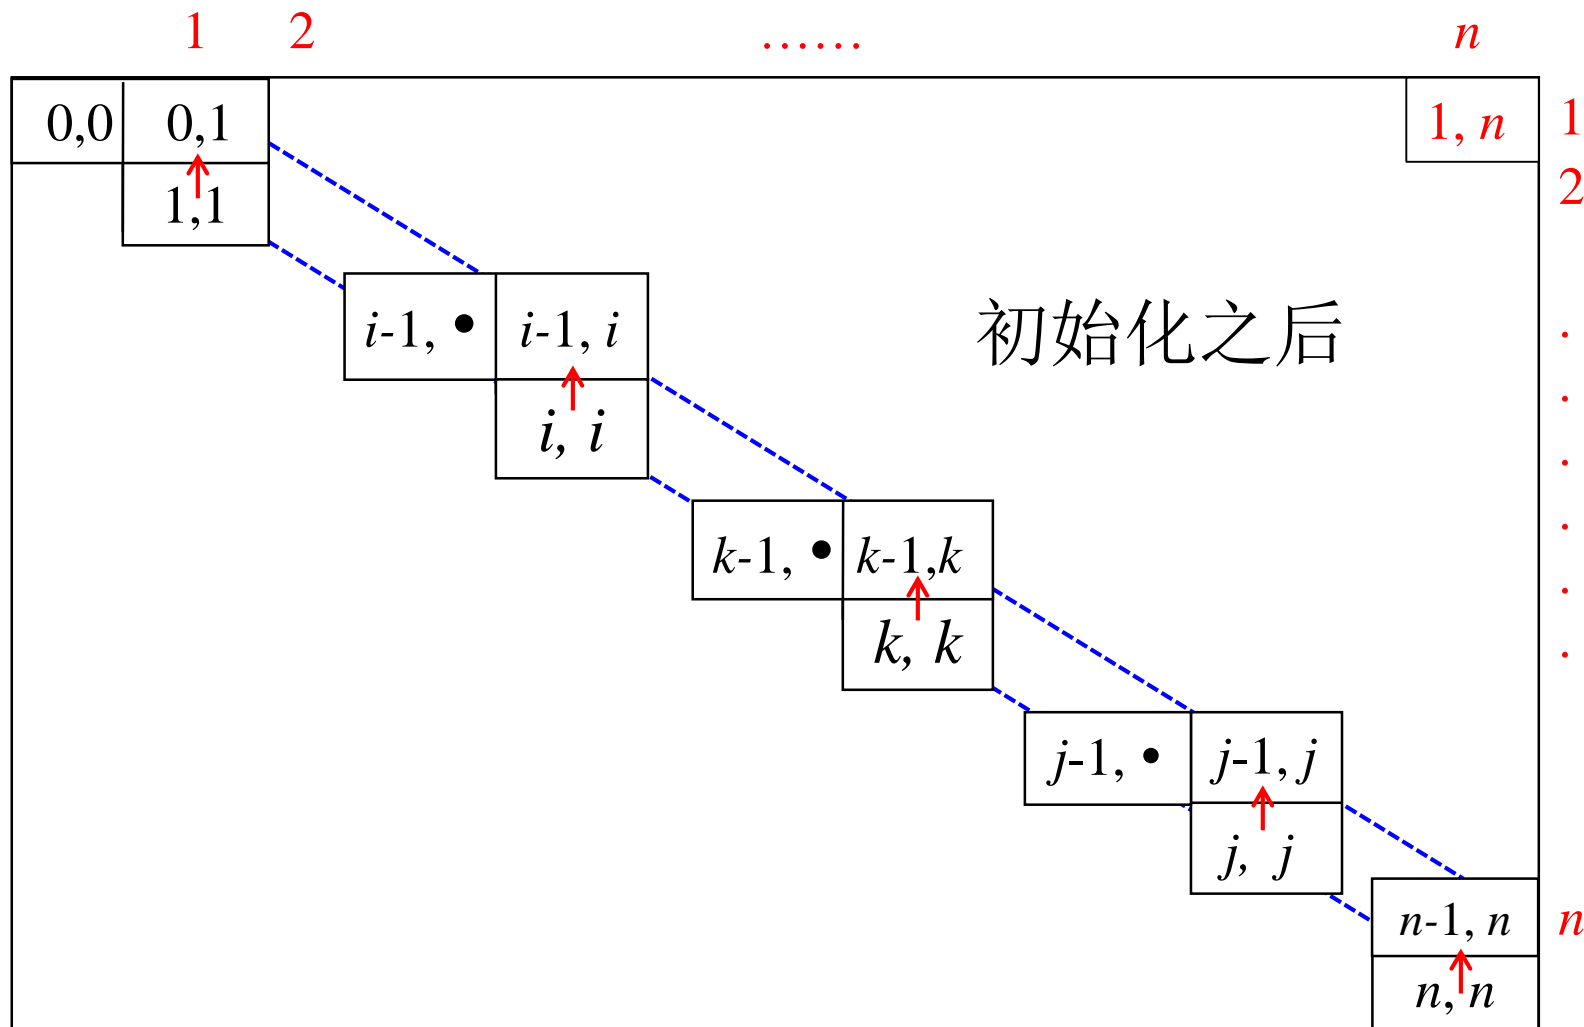 1 2 …… n
0,0 0,1 1, n 1
1,1 2
i-1, • i-1, i 初始化之后 .
.
i, i .
k-1, • k-1,k .
.
k, k .
j-1, • j-1, j
j, j
n-1, n n
n, n